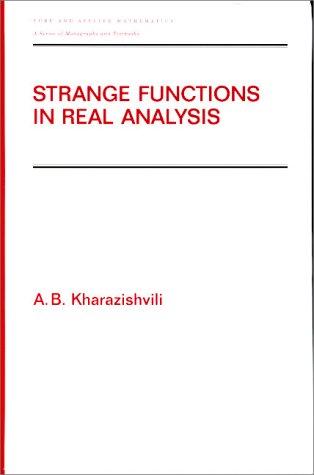 PURE AND APPLIED MATHEMATICS
A Series of Monographs and Textbooks
STRANGE FUNCTIONS
IN REAL ANALYSIS
A. B. Kharazishvili